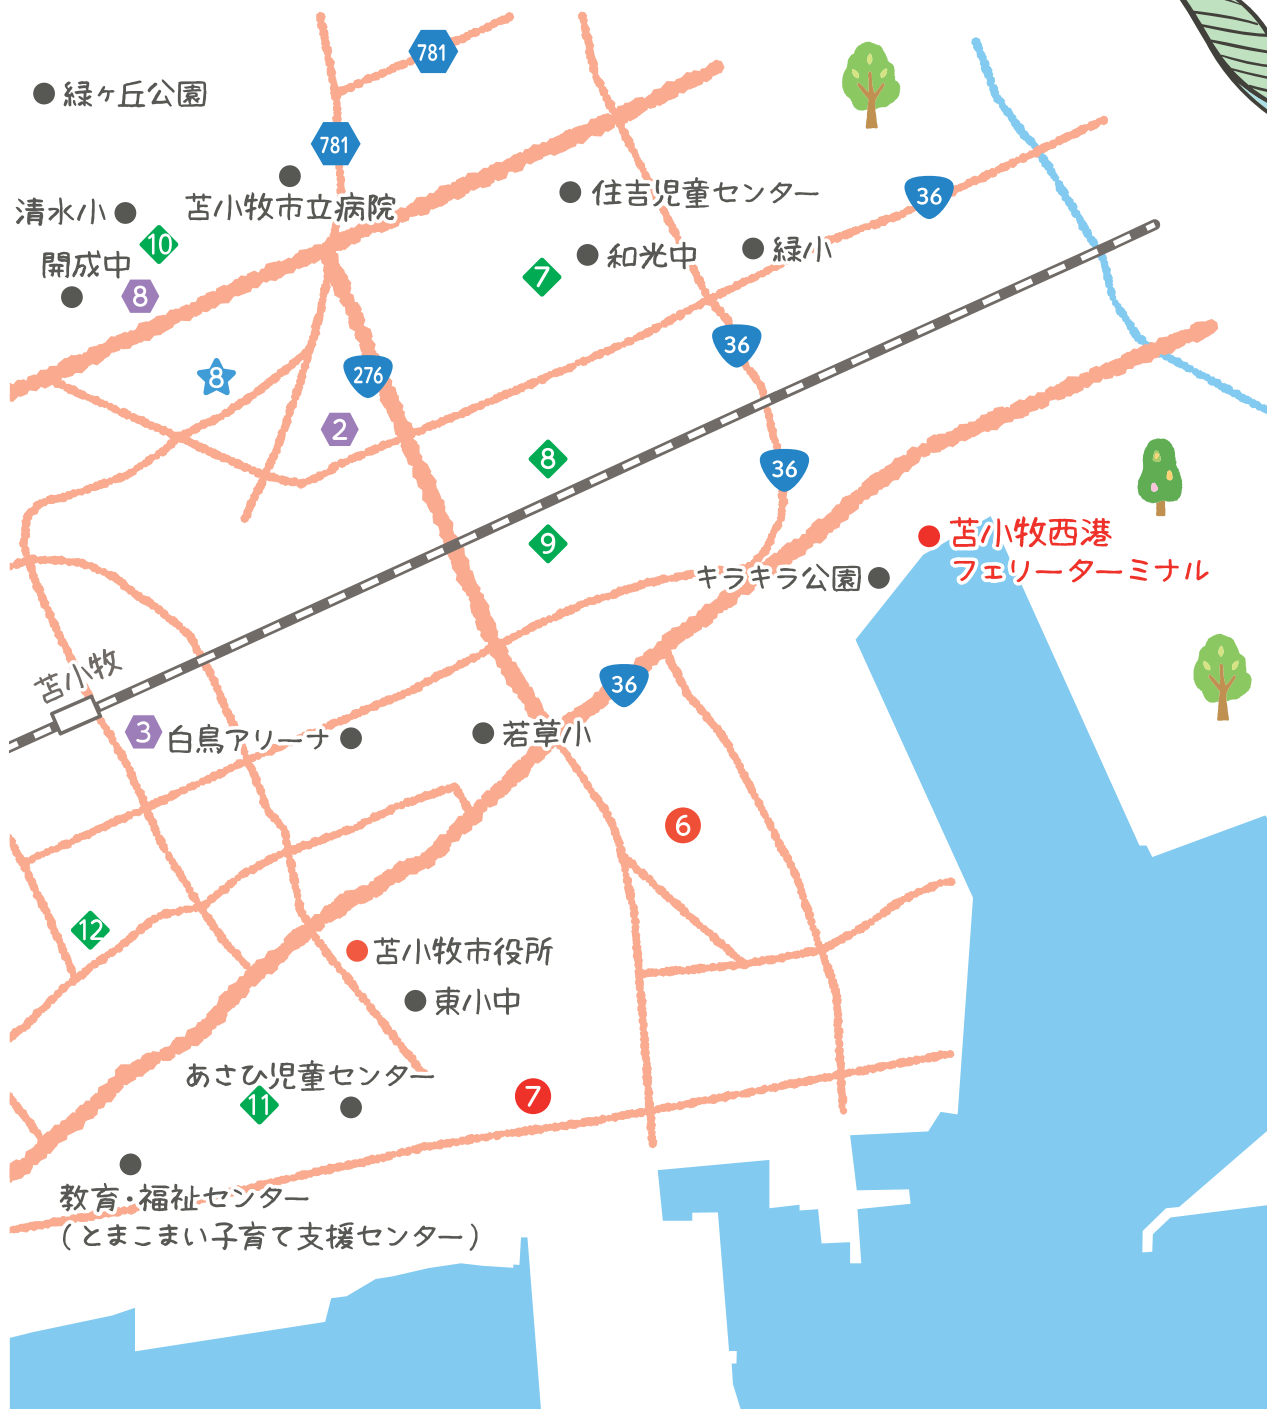 781
緑ヶ丘公園
781
苫小牧市立病院
住吉児童センター
36
清水小
10
開成中
8
和光中
緑小
7
36
8
276
2
8
36
9
苫小牧西港
フェリーターミナル
キラキラ公園
苫小牧
36
3
白鳥アリーナ
若草小
6
12
苫小牧市役所
東小中
あさひ児童センター
11
7
教育・福祉センター
(とまこまい子育て支援センター)